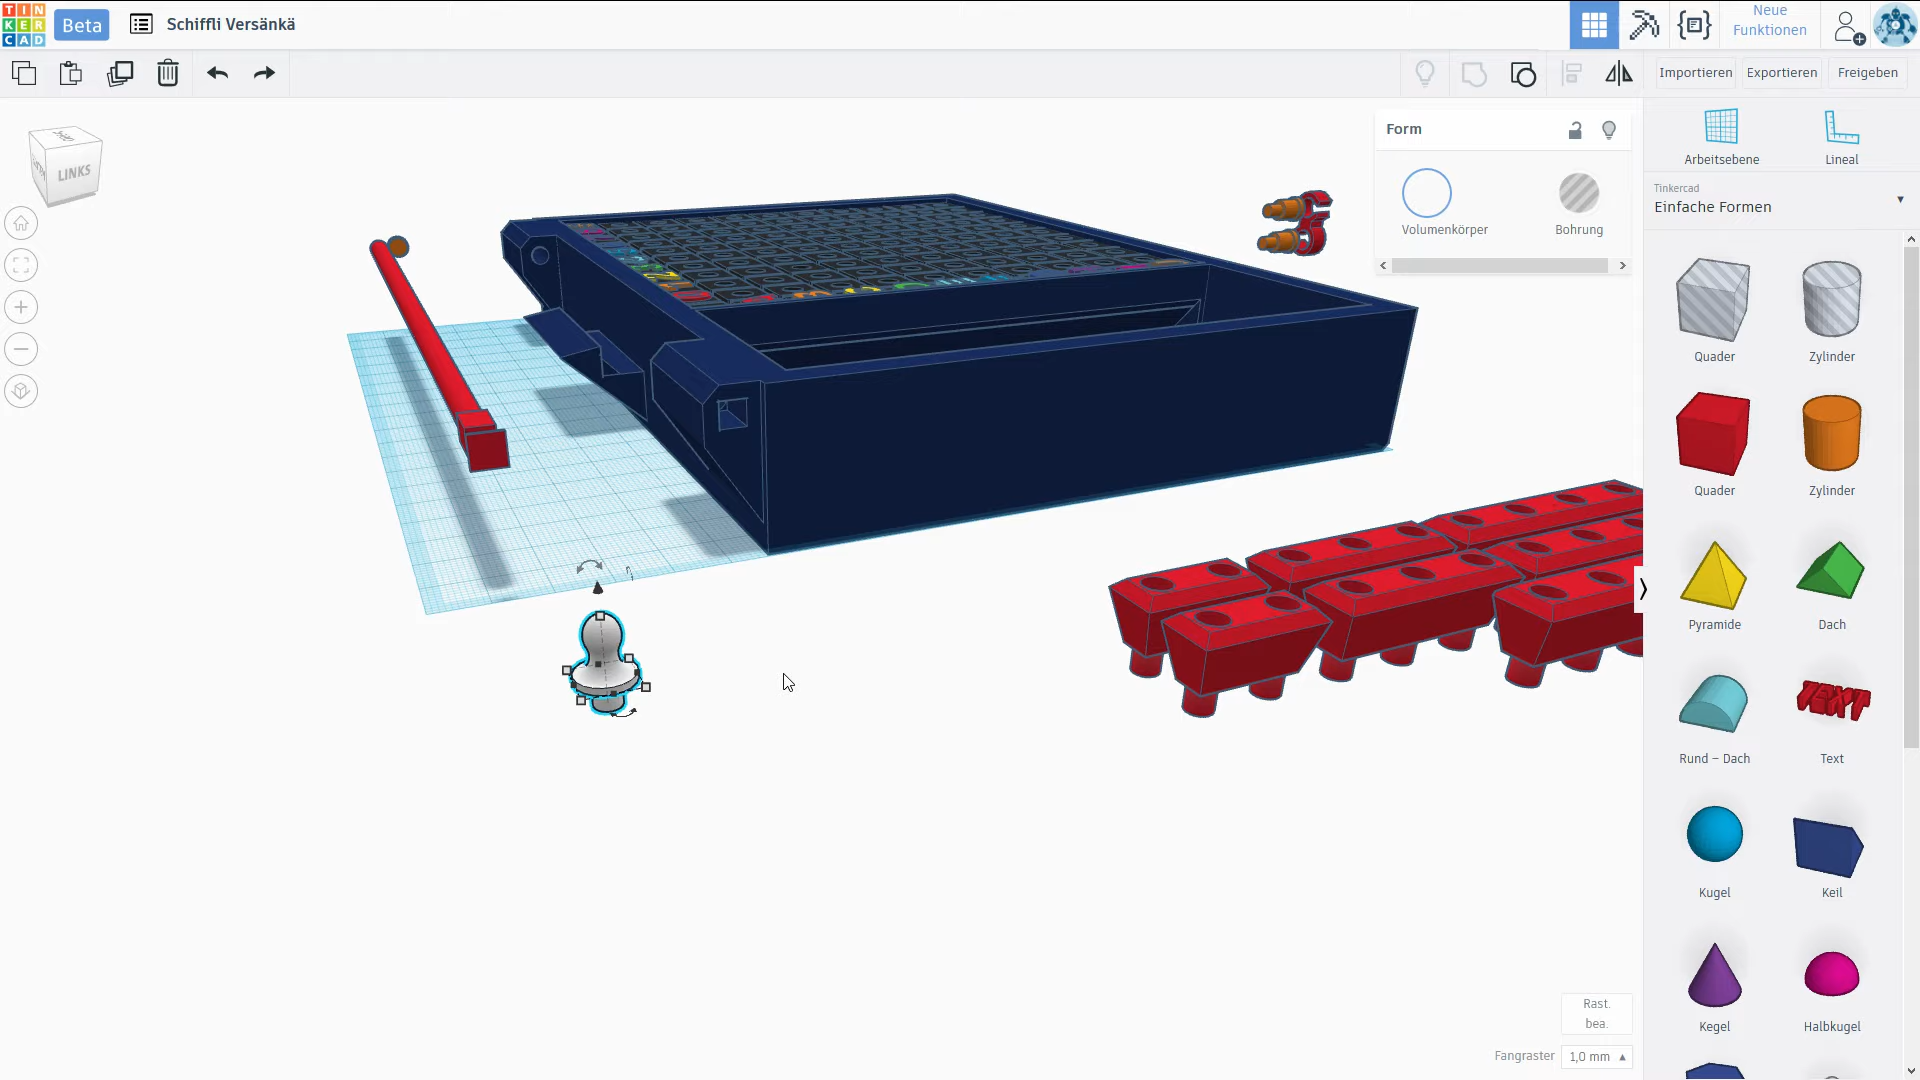 TIN
KER
CAD
Beta
Schiffli Versänkä
Neue
Funktionen
Importieren
Exportieren
Freigeben
LINKS
Form
Volumenkörper
Bohrung
Arbeitsebene
Lineal
Tinkercad
Einfache Formen
Quader
Zylinder
Quader
Zylinder
Pyramide
Dach
Rund – Dach
TEXT
Text
Kugel
Keil
Kegel
Halbkugel
Rast.
bea.
Fangraster
1,0 mm